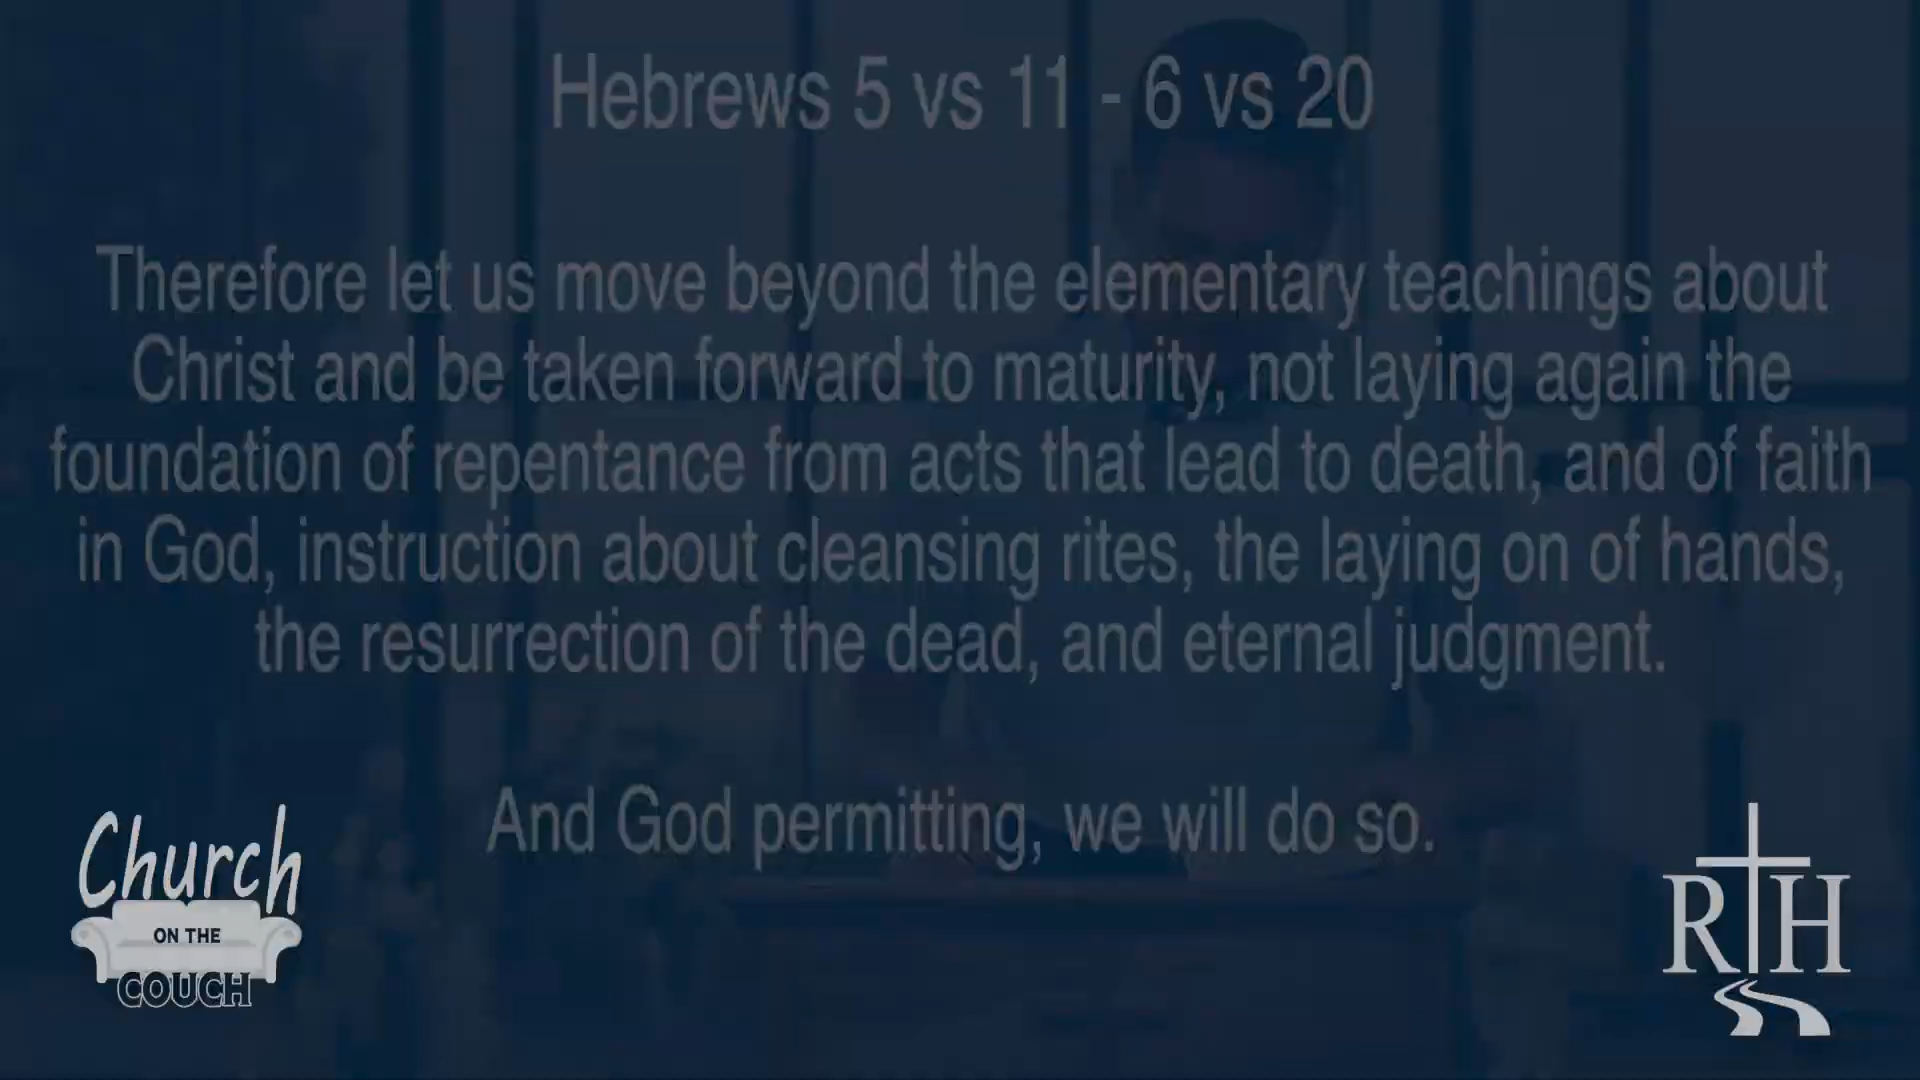 Hebrews 5 vs 11 - 6 vs 20
Therefore let us move beyond the elementary teachings about
Christ and be taken forward to maturity, not laying again the
foundation of repentance from acts that lead to death, and of faith
in God, instruction about cleansing rites, the laying on of hands,
the resurrection of the dead, and eternal judgment.
And God permitting, we will do so.
Church
ON THE
COUCH
RTH